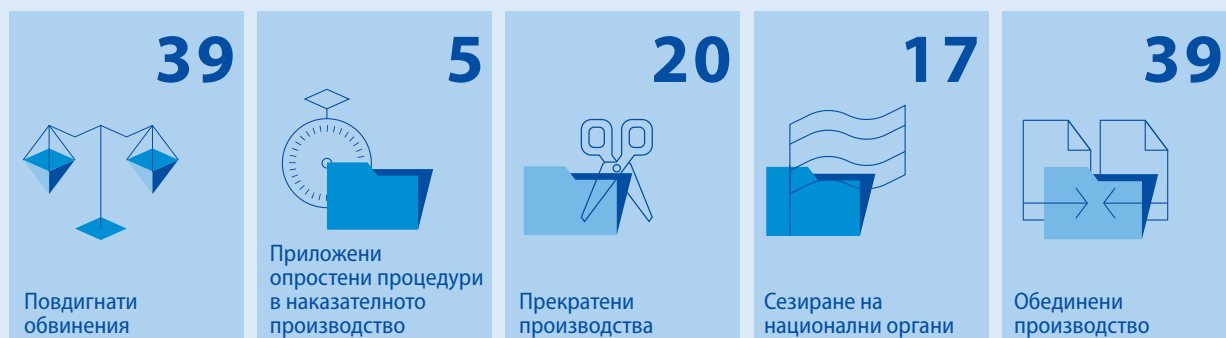 39
Повдигнати
обвинения
5
Приложени
опростени процедури
в наказателното
производство
20
Прекратени
производства
17
Сезиране на
национални органи
39
Обединени
производство